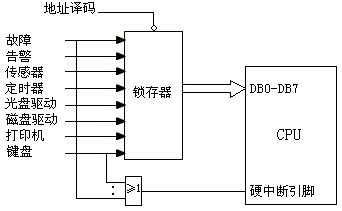 地址译码
故障
告警
传感器
定时器
光盘驱动
磁盘驱动
打印机
键盘
锁存器
DB0-DB7
CPU
≥1
硬中断引脚